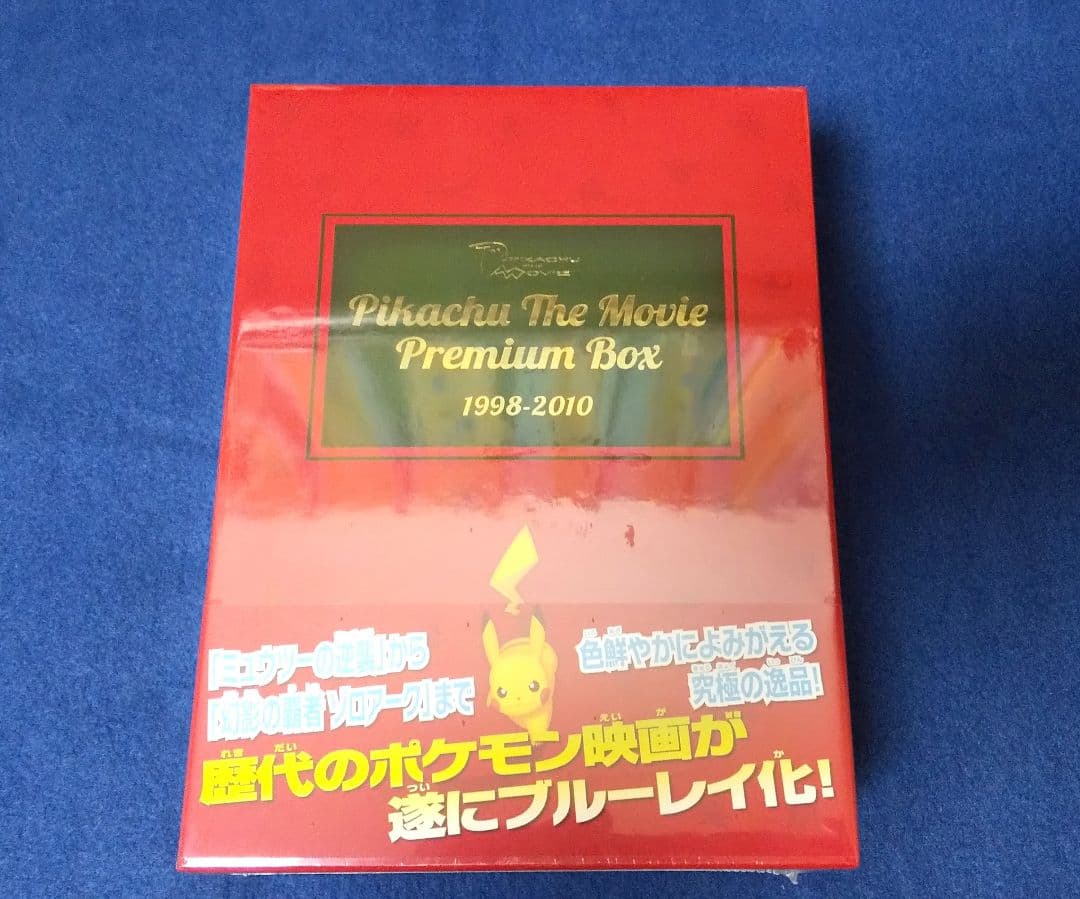 PIKACHU
THE
MOVIE
Pikachu The Movie
Premium Box
1998-2010
「ミュウツーの逆襲」から
『幻影の覇者 ゾロアーク』まで
色鮮やかによみがえる
究極の逸品!
歴代のポケモン映画が
遂にブルーレイ化!